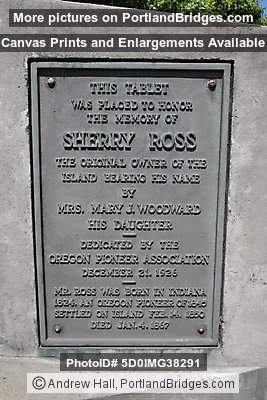 More pictures on PortlandBridges.com
Canvas Prints and Enlargements Available
THIS TABLET
WAS PLACED TO HONOR
THE MEMORY OF
SHERRY ROSS
THE ORIGINAL OWNER OF THE
ISLAND BEARING HIS NAME
BY
MRS. MARY J. WOODWARD
HIS DAUGHTER
DEDICATED BY THE
OREGON PIONEER ASSOCIATION
DECEMBER 21, 1926
MR. ROSS WAS BORN IN INDIANA
1824, AN OREGON PIONEER OF 1845
SETTLED ON ISLAND FEB. 14, 1850
DIED JAN. 4, 1867
PhotoID# 5D0IMG38291
©Andrew Hall, PortlandBridges.com